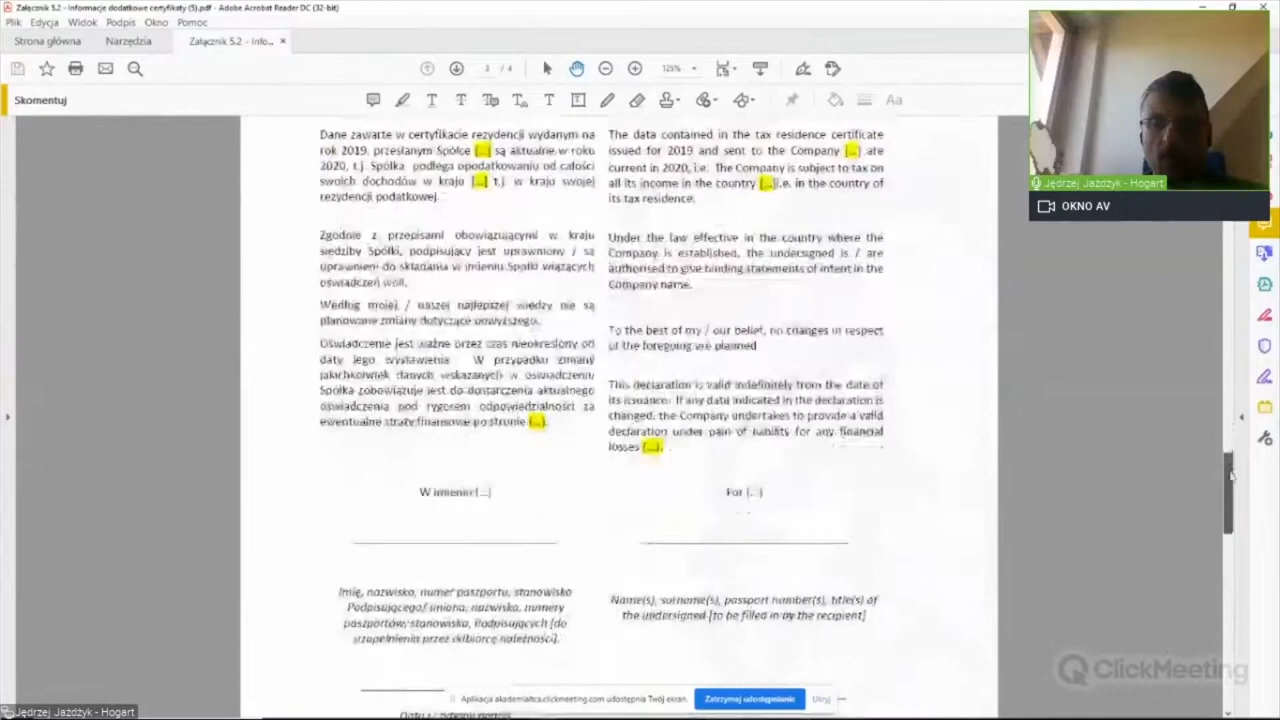 Załącznik 5.2 - Informacje dodatkowe certyfikaty (5).pdf - Adobe Acrobat Reader DC (32-bit)
Plik Edycja Widok Podpis Okno Pomoc
Strona główna Narzędzia Załącznik 5.2 - Info... ×
/ 4 125%
Skomentuj
Dane zawarte w certyfikacie rezydencji wydanym na
rok 2019, przesłanym Spółce [...] są aktualne w roku
2020, t.j. Spółka podlega opodatkowaniu od całości
swoich dochodów w kraju [...] t.j. w kraju swojej
rezydencji podatkowej.
Zgodnie z przepisami obowiązującymi w kraju
siedziby Spółki, podpisujący jest uprawniony / są
uprawnieni do składania w imieniu Spółki wiążących
oświadczeń woli.
Według mojej / naszej najlepszej wiedzy nie są
planowane zmiany dotyczące powyższego.
Oświadczenie jest ważne przez czas nieokreślony od
daty jego wystawienia. W przypadku zmiany
jakichkolwiek danych wskazanych w oświadczeniu
Spółka zobowiązuje jest do dostarczenia aktualnego
oświadczenia pod rygorem odpowiedzialności za
ewentualne straty finansowe po stronie [...].
W imieniu [...]
Imię, nazwisko, numer paszportu, stanowisko
Podpisującego/ imiona, nazwiska, numery
paszportów, stanowiska, Podpisujących [do
uzupełnienia przez odbiorcę należności].
The data contained in the tax residence certificate
issued for 2019 and sent to the Company [...] are
current in 2020, i.e. The Company is subject to tax on
all its income in the country [...]i.e. in the country of
its tax residence.
Under the law effective in the country where the
Company is established, the undersigned is / are
authorised to give binding statements of intent in the
Company name.
To the best of my / our belief, no changes in respect
of the foregoing are planned
This declaration is valid indefinitely from the date of
its issuance. If any data indicated in the declaration is
changed, the Company undertakes to provide a valid
declaration under pain of liability for any financial
losses [...].
For [...]
Name(s), surname(s), passport number(s), title(s) of
the undersigned [to be filled in by the recipient]
Jędrzej Jażdżyk - Hogart
OKNO AV
ClickMeeting
Aplikacja akademiaftca.clickmeeting.com udostępnia Twój ekran. Zatrzymaj udostępnianie Ukryj
Jędrzej Jażdżyk - Hogart